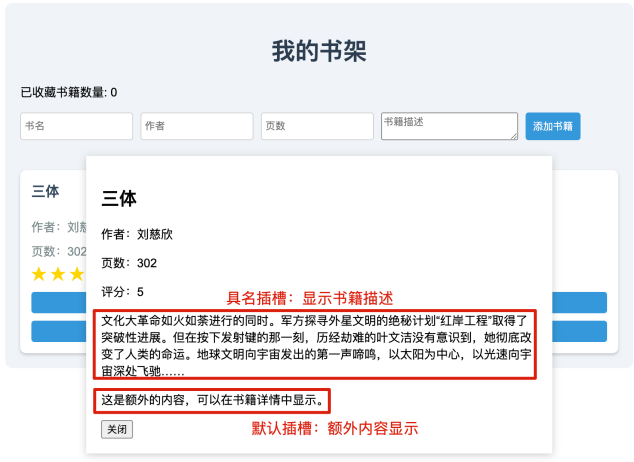 我的书架
已收藏书籍数量: 0
书名
作者
页数
书籍描述
添加书籍
三体
作者：刘慈
页数：302
三体
作者：刘慈欣
页数：302
评分：5
具名插槽：显示书籍描述
文化大革命如火如荼进行的同时。军方探寻外星文明的绝秘计划“红岸工程”取得了
突破性进展。但在按下发射键的那一刻，历经劫难的叶文洁没有意识到，她彻底改
变了人类的命运。地球文明向宇宙发出的第一声啼鸣，以太阳为中心，以光速向宇
宙深处飞驰……
这是额外的内容，可以在书籍详情中显示。
关闭
默认插槽：额外内容显示